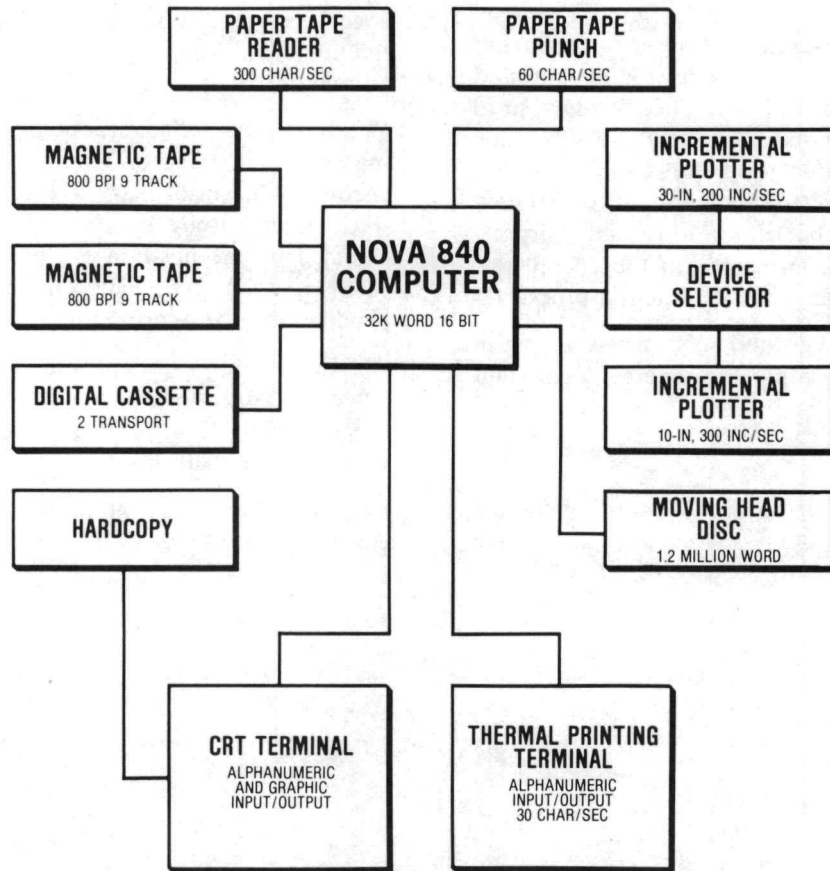 PAPER TAPE
READER
300 CHAR/SEC
PAPER TAPE
PUNCH
60 CHAR/SEC
MAGNETIC TAPE
800 BPI 9 TRACK
INCREMENTAL
PLOTTER
30-IN, 200 INC/SEC
NOVA 840
COMPUTER
32K WORD 16 BIT
MAGNETIC TAPE
800 BPI 9 TRACK
DEVICE
SELECTOR
DIGITAL CASSETTE
2 TRANSPORT
INCREMENTAL
PLOTTER
10-IN, 300 INC/SEC
HARDCOPY
MOVING HEAD
DISC
1.2 MILLION WORD
CRT TERMINAL
ALPHANUMERIC
AND GRAPHIC
INPUT/OUTPUT
THERMAL PRINTING
TERMINAL
ALPHANUMERIC
INPUT/OUTPUT
30 CHAR/SEC